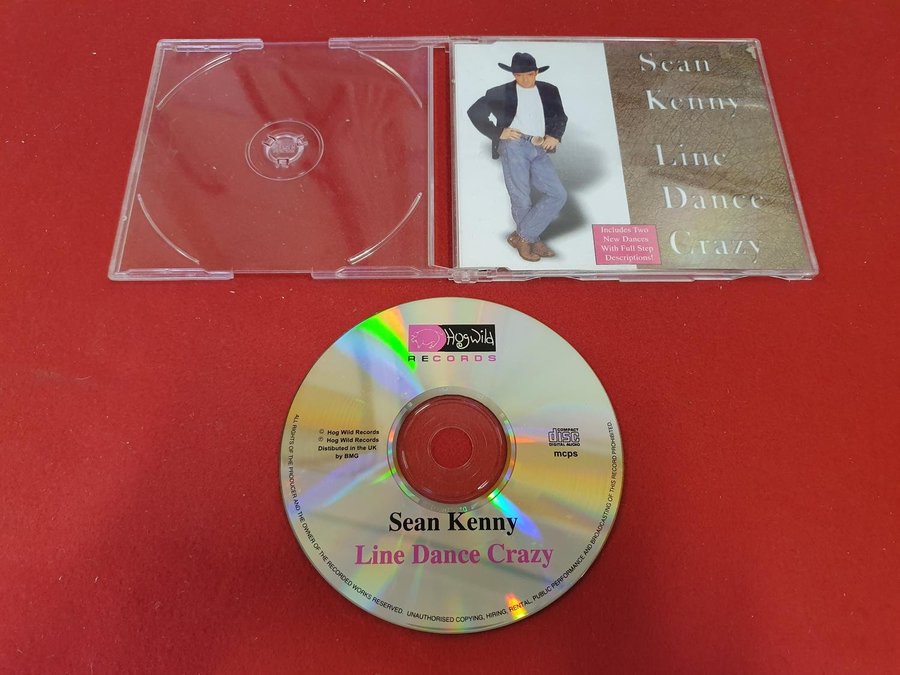 Sean
Kenny
Line
Dance
Crazy
Includes Two
New Dances
With Full Step
Descriptions!
Hog Wild
RECORDS
© Hog Wild Records
℗ Hog Wild Records
Distibuted in the UK
by BMG
COMPACT
disc
DIGITAL AUDIO
mcps
Sean Kenny
Line Dance Crazy
ALL RIGHTS OF THE PRODUCER AND THE OWNER OF THE RECORDED WORKS RESERVED. UNAUTHORISED COPYING, HIRING, RENTAL, PUBLIC PERFORMANCE AND BROADCASTING OF THIS RECORD PROHIBITED.